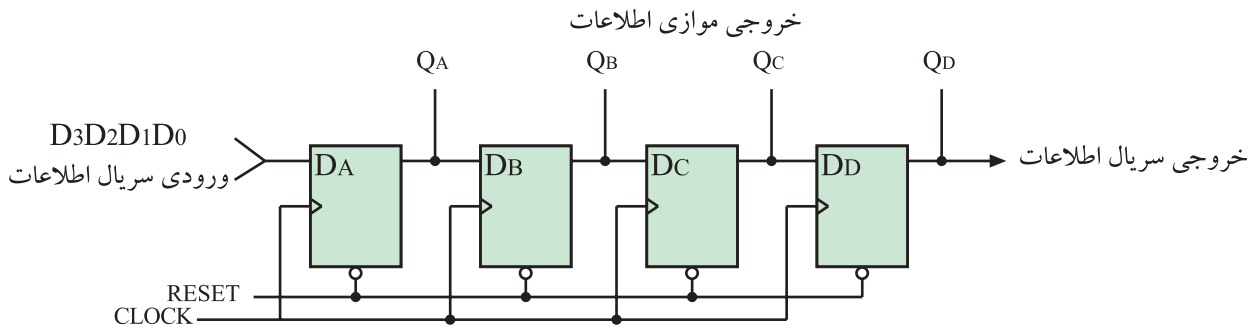 خروجی موازی اطلاعات
QA QB QC QD
D3D2D1D0
ورودی سریال اطلاعات
DA DB DC DD
خروجی سریال اطلاعات
RESET
CLOCK